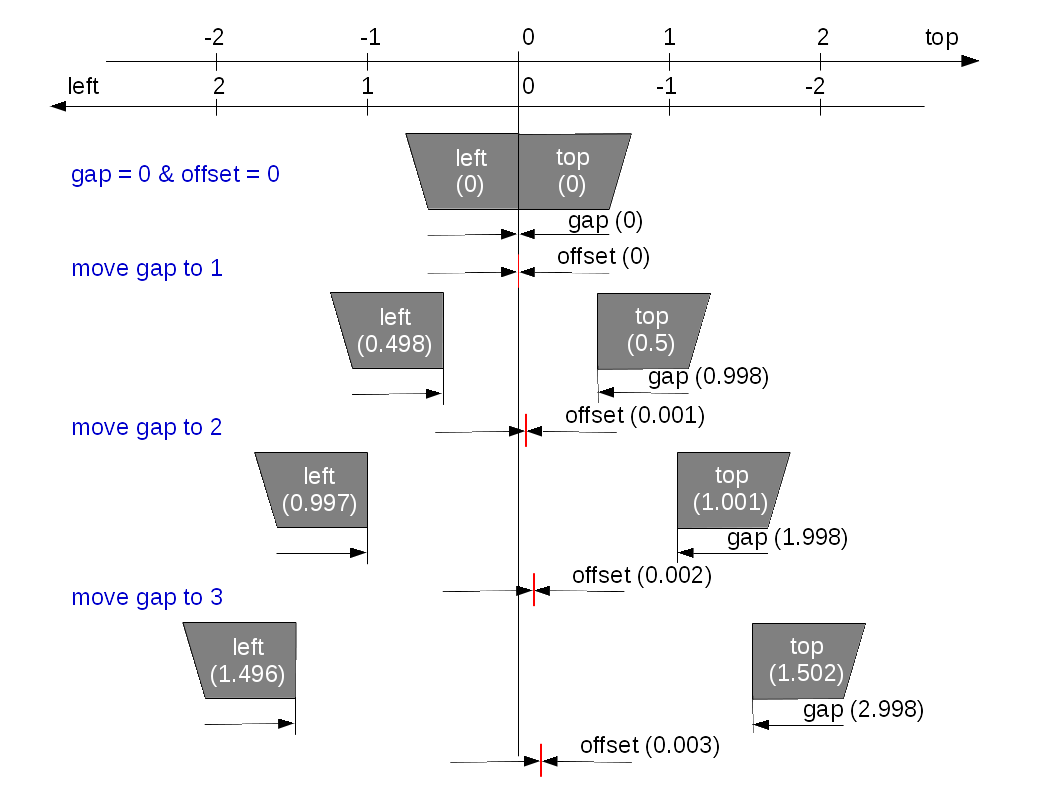 -2 -1 0 1 2 top
left 2 1 0 -1 -2
gap = 0 & offset = 0
left
(0)
top
(0)
gap (0)
offset (0)
move gap to 1
left
(0.498)
top
(0.5)
gap (0.998)
offset (0.001)
move gap to 2
left
(0.997)
top
(1.001)
gap (1.998)
offset (0.002)
move gap to 3
left
(1.496)
top
(1.502)
gap (2.998)
offset (0.003)